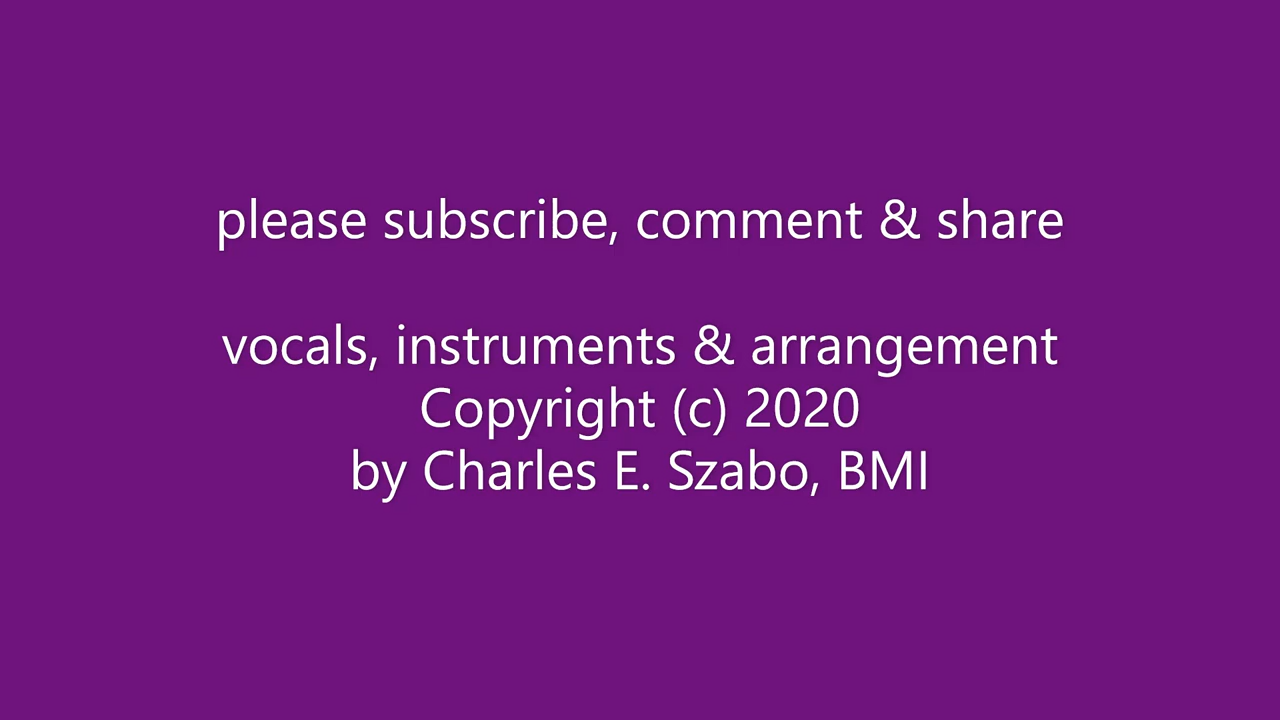 please subscribe, comment & share
vocals, instruments & arrangement
Copyright (c) 2020
by Charles E. Szabo, BMI